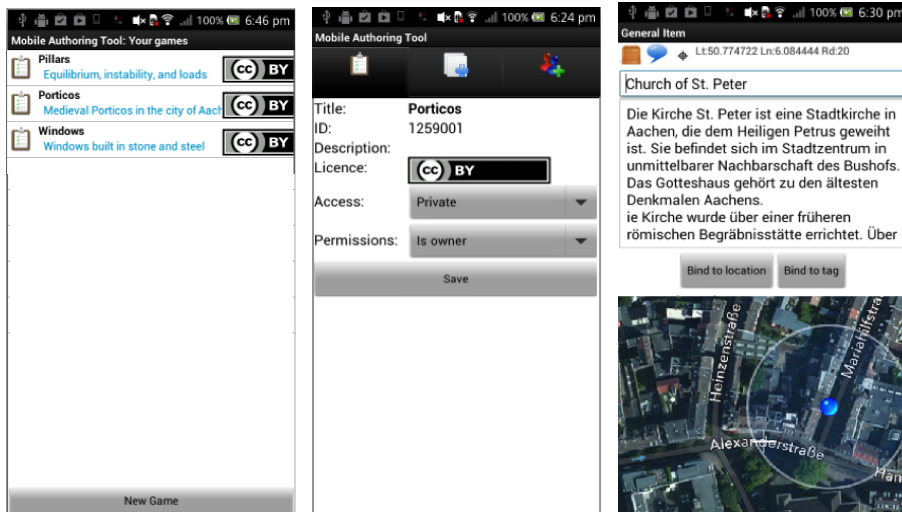 100% 6:46 pm
Mobile Authoring Tool: Your games
Pillars
Equilibrium, instability, and loads
cc BY
Porticos
Medieval Porticos in the city of Aach
cc BY
Windows
Windows built in stone and steel
cc BY
New Game
100% 6:24 pm
Mobile Authoring Tool
Title: Porticos
ID: 1259001
Description:
Licence: cc BY
Access: Private
Permissions: Is owner
Save
100% 6:30 pm
General Item
Lt:50.774722 Ln:6.084444 Rd:20
Church of St. Peter
Die Kirche St. Peter ist eine Stadtkirche in
Aachen, die dem Heiligen Petrus geweiht
ist. Sie befindet sich im Stadtzentrum in
unmittelbarer Nachbarschaft des Bushofs.
Das Gotteshaus gehört zu den ältesten
Denkmalen Aachens.
ie Kirche wurde über einer früheren
römischen Begräbnisstätte errichtet. Über
Bind to location Bind to tag
Heinzenstraße
Mariahilfstra
Alexanderstraße
Han